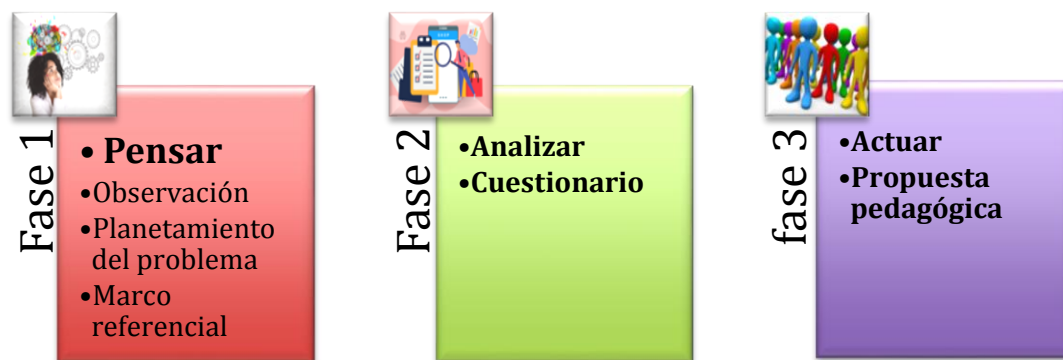 Fase 1
• Pensar
•Observación
•Planetamiento
del problema
•Marco
referencial
Fase 2
•Analizar
•Cuestionario
fase 3
•Actuar
•Propuesta
pedagógica